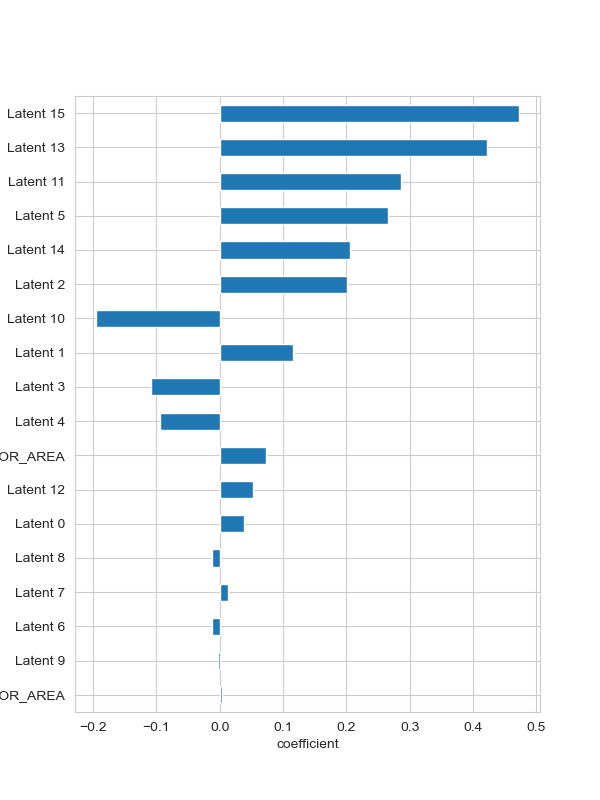 Latent 15
Latent 13
Latent 11
Latent 5
Latent 14
Latent 2
Latent 10
Latent 1
Latent 3
Latent 4
OR_AREA
Latent 12
Latent 0
Latent 8
Latent 7
Latent 6
Latent 9
OR_AREA
−0.2 −0.1 0.0 0.1 0.2 0.3 0.4 0.5
coefficient